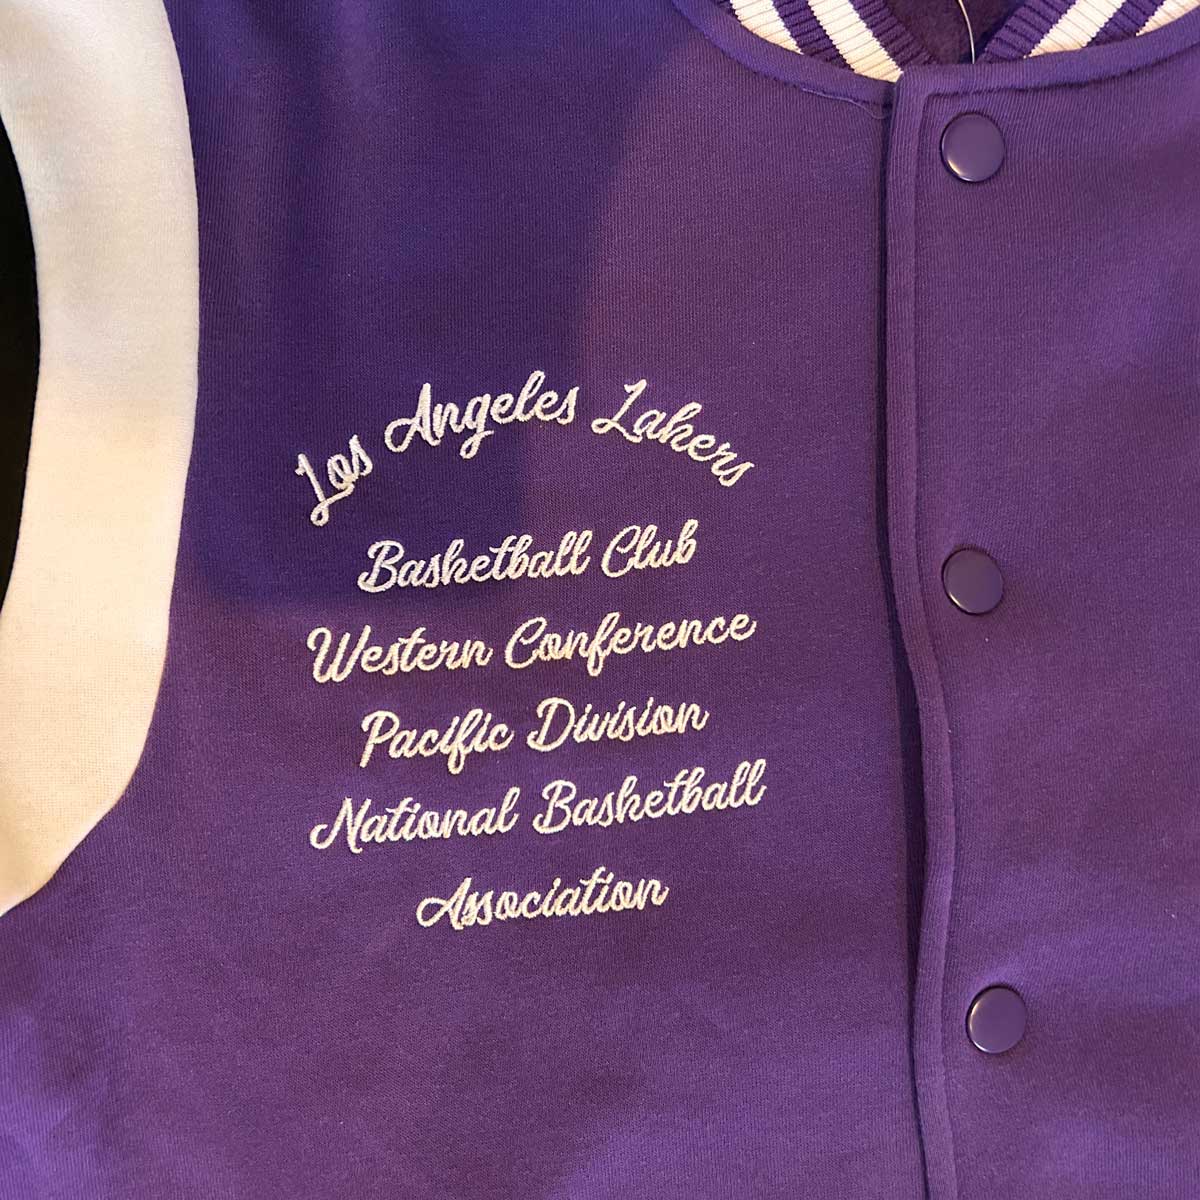 Los Angeles Lakers
Basketball Club
Western Conference
Pacific Division
National Basketball
Association